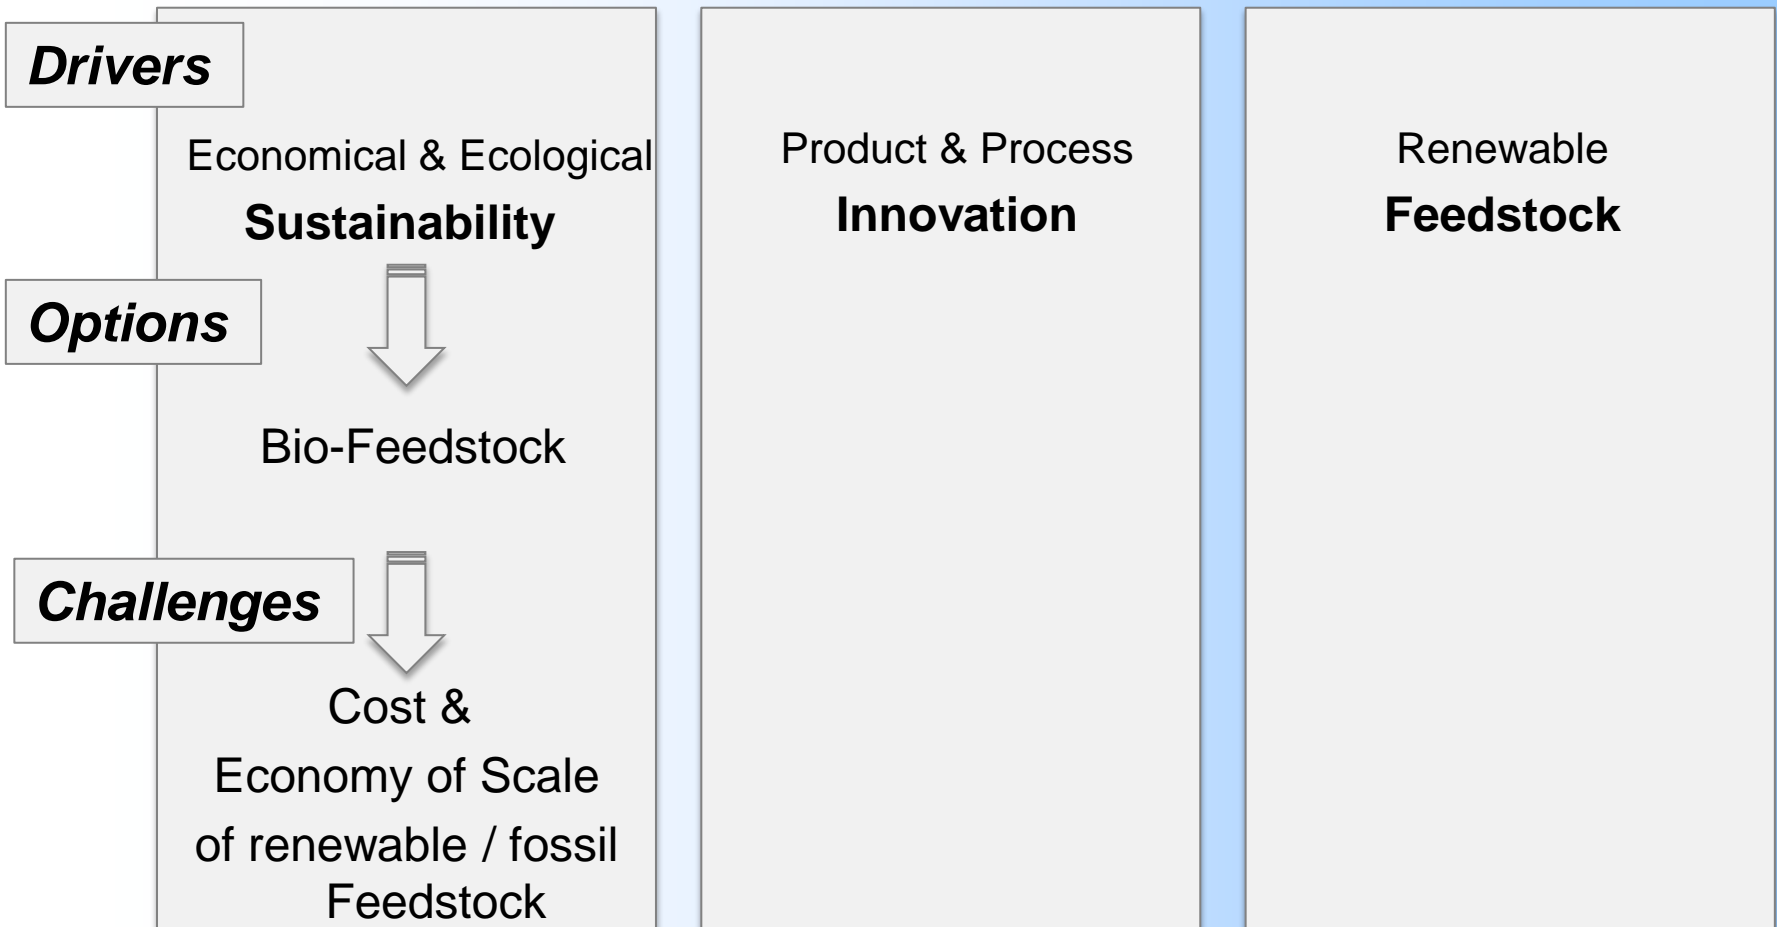 Drivers
Economical & Ecological
Sustainability
Product & Process
Innovation
Renewable
Feedstock
Options
Bio-Feedstock
Challenges
Cost &
Economy of Scale
of renewable / fossil
Feedstock